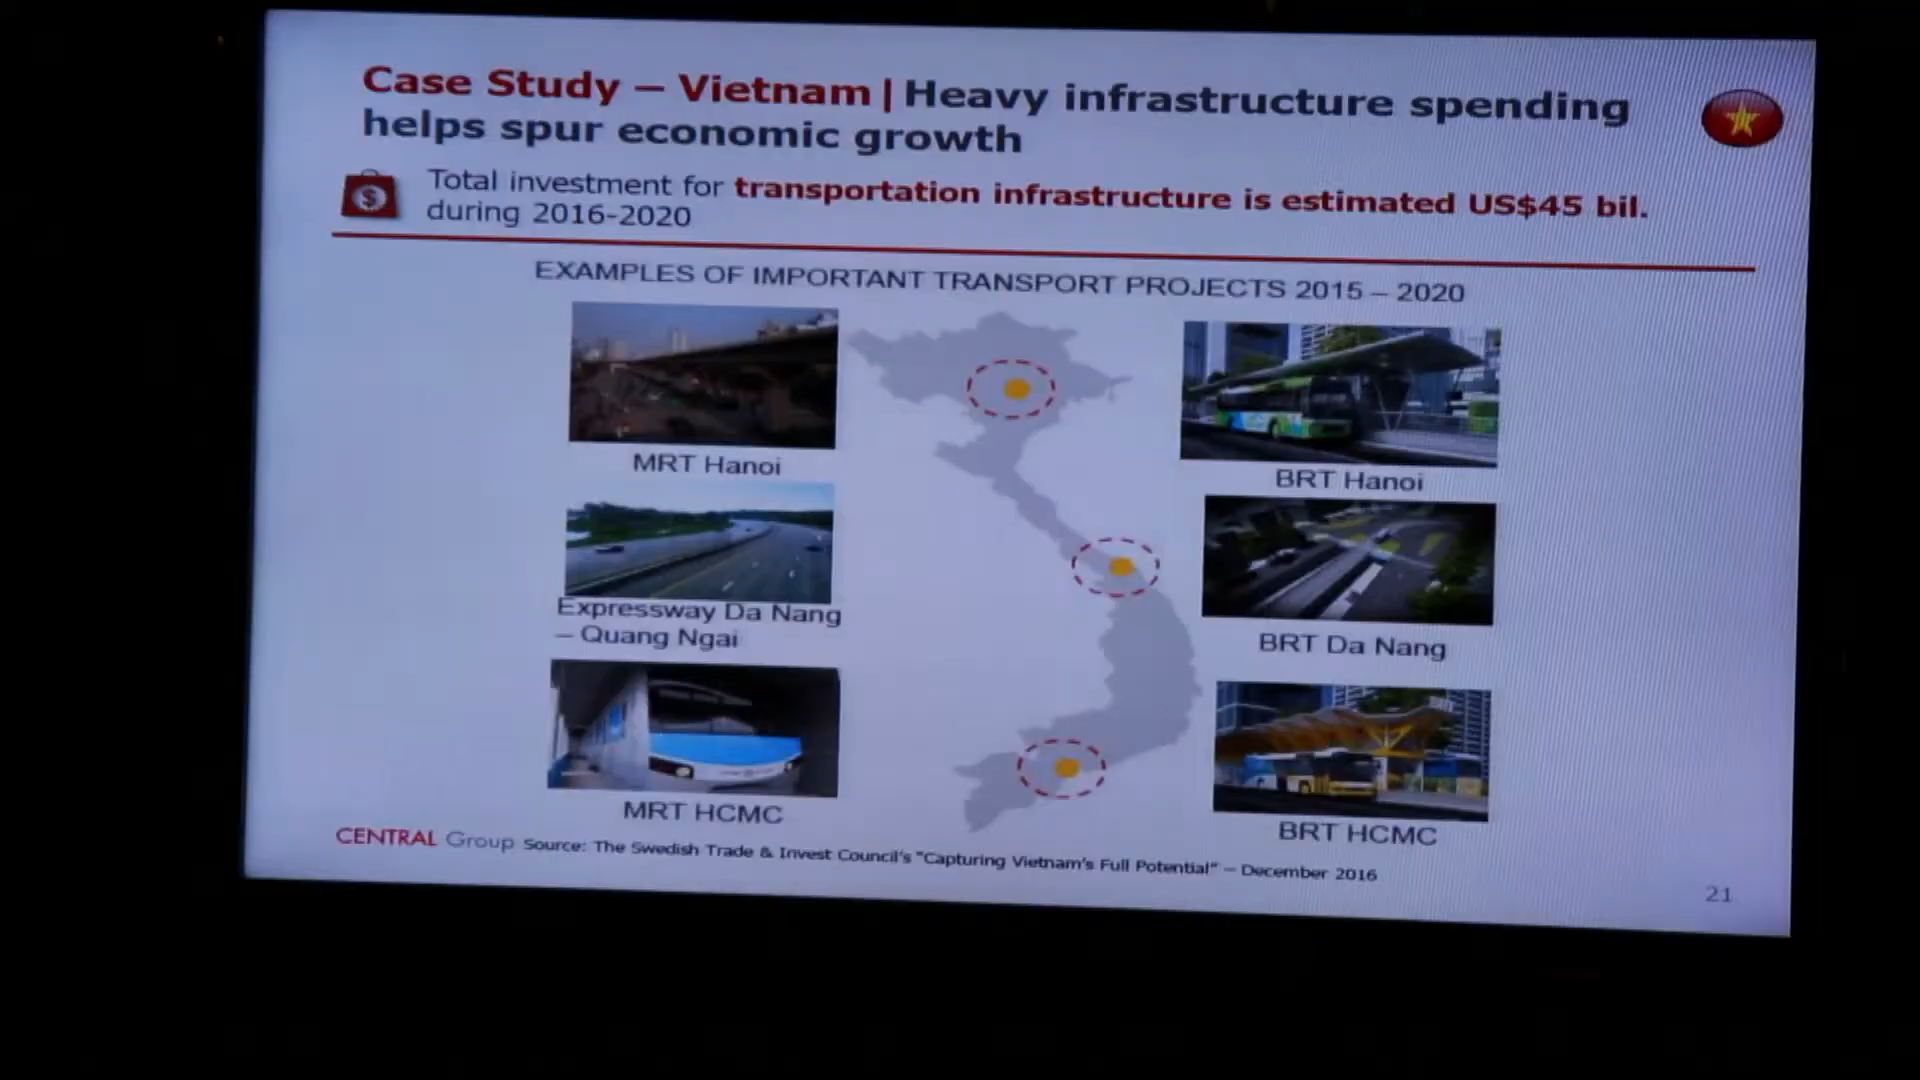 Case Study – Vietnam | Heavy infrastructure spending
helps spur economic growth
$
Total investment for transportation infrastructure is estimated US$45 bil.
during 2016-2020
EXAMPLES OF IMPORTANT TRANSPORT PROJECTS 2015 – 2020
MRT Hanoi
BRT Hanoi
Expressway Da Nang
– Quang Ngai
BRT Da Nang
MRT HCMC
BRT HCMC
CENTRAL Group Source: The Swedish Trade & Invest Council's "Capturing Vietnam's Full Potential" – December 2016
21